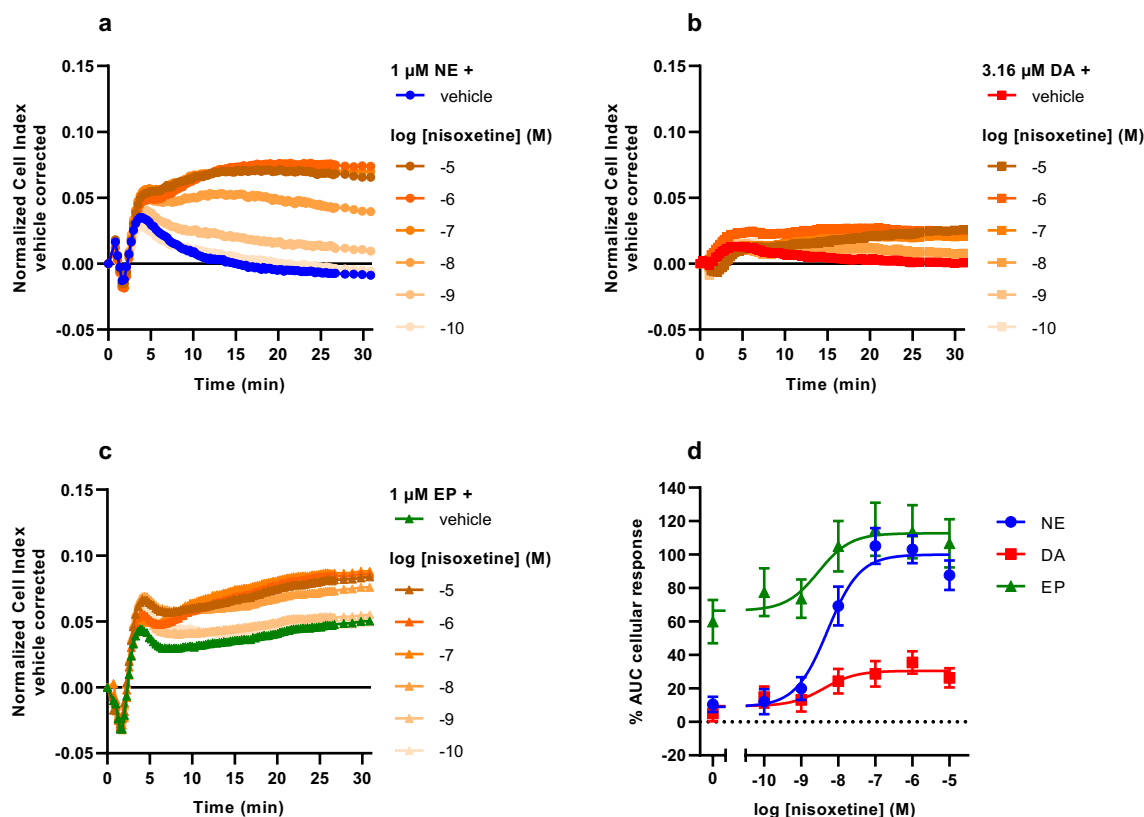 a
Normalized Cell Index
vehicle corrected
0.15
0.10
0.05
0.00
-0.05
0 5 10 15 20 25 30
Time (min)
1 µM NE +
vehicle
log [nisoxetine] (M)
-5
-6
-7
-8
-9
-10
b
Normalized Cell Index
vehicle corrected
0.15
0.10
0.05
0.00
-0.05
0 5 10 15 20 25 30
Time (min)
3.16 µM DA +
vehicle
log [nisoxetine] (M)
-5
-6
-7
-8
-9
-10
c
Normalized Cell Index
vehicle corrected
0.15
0.10
0.05
0.00
-0.05
0 5 10 15 20 25 30
Time (min)
1 µM EP +
vehicle
log [nisoxetine] (M)
-5
-6
-7
-8
-9
-10
d
% AUC cellular response
140
120
100
80
60
40
20
0
-20
0 -10 -9 -8 -7 -6 -5
log [nisoxetine] (M)
NE
DA
EP